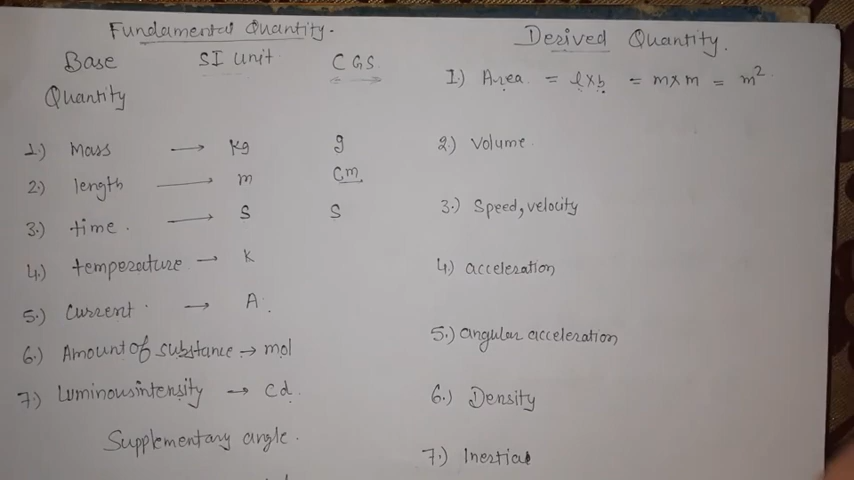 Fundamental Quantity.
Base Quantity SI Unit CGS
1.) Mass → Kg g
2.) length → m Cm
3.) time. → S S
4.) temperature → K
5.) Current. → A.
6.) Amount of substance → mol
7.) Luminous intensity → Cd.
Supplementary angle.
Derived Quantity.
1.) Area = l×b = m×m = m²
2.) Volume.
3.) Speed, velocity
4.) acceleration
5.) angular acceleration
6.) Density
7.) Inertia